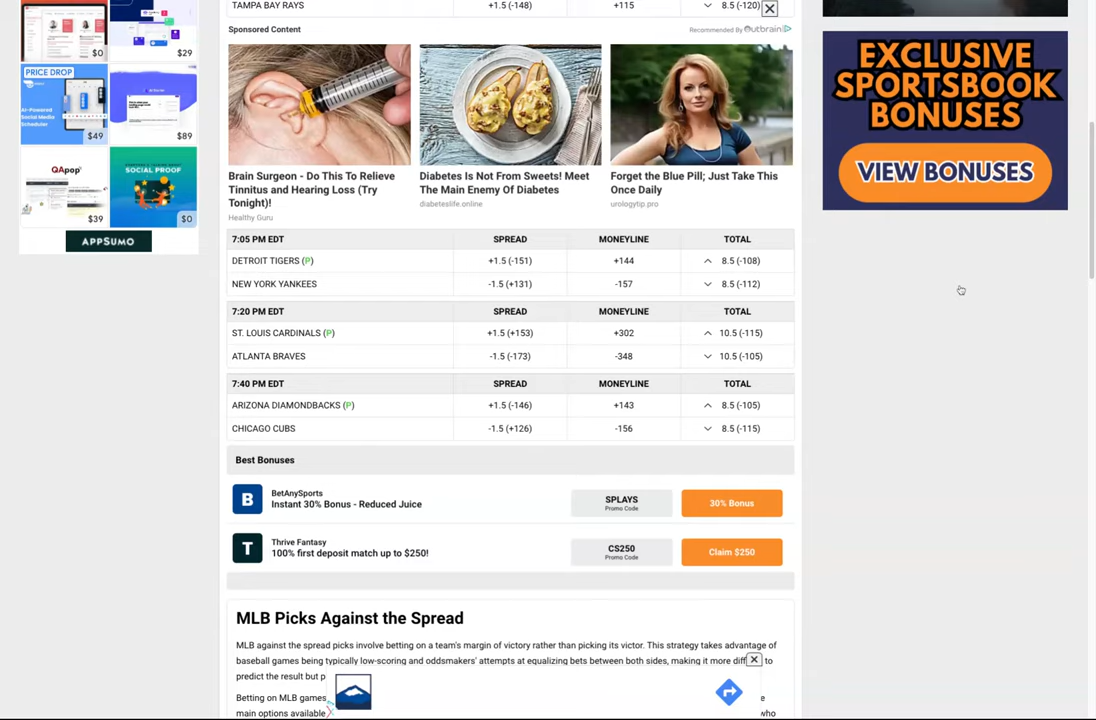 TAMPA BAY RAYS +1.5 (-148) +115 8.5 (-120)
Sponsored Content Recommended By Outbrain
$0 $29
PRICE DROP
AI-Powered
Social Media
Scheduler
$49 $89
QApop SOCIAL PROOF
$39 $0
APPSUMO
Brain Surgeon - Do This To Relieve
Tinnitus and Hearing Loss (Try
Tonight)!
Healthy Guru
Diabetes Is Not From Sweets! Meet
The Main Enemy Of Diabetes
diabeteslife.online
Forget the Blue Pill; Just Take This
Once Daily
urologytip.pro
EXCLUSIVE
SPORTSBOOK
BONUSES
VIEW BONUSES
7:05 PM EDT SPREAD MONEYLINE TOTAL
DETROIT TIGERS (P) +1.5 (-151) +144 8.5 (-108)
NEW YORK YANKEES -1.5 (+131) -157 8.5 (-112)
7:20 PM EDT SPREAD MONEYLINE TOTAL
ST. LOUIS CARDINALS (P) +1.5 (+153) +302 10.5 (-115)
ATLANTA BRAVES -1.5 (-173) -348 10.5 (-105)
7:40 PM EDT SPREAD MONEYLINE TOTAL
ARIZONA DIAMONDBACKS (P) +1.5 (-146) +143 8.5 (-105)
CHICAGO CUBS -1.5 (+126) -156 8.5 (-115)
Best Bonuses
B BetAnySports
Instant 30% Bonus - Reduced Juice
SPLAYS
Promo Code
30% Bonus
T Thrive Fantasy
100% first deposit match up to $250!
CS250
Promo Code
Claim $250
MLB Picks Against the Spread
MLB against the spread picks involve betting on a team's margin of victory rather than picking its victor. This strategy takes advantage of
baseball games being typically low-scoring and oddsmakers' attempts at equalizing bets between both sides, making it more diff to
predict the result but p
Betting on MLB games
main options available who